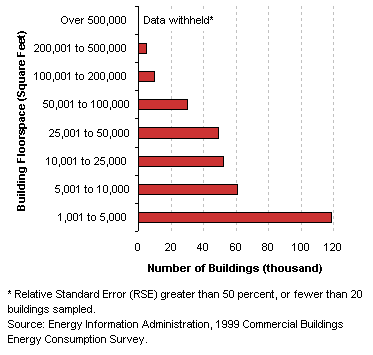 Building Floorspace (Square Feet)
Over 500,000
Data withheld*
200,001 to 500,000
100,001 to 200,000
50,001 to 100,000
25,001 to 50,000
10,001 to 25,000
5,001 to 10,000
1,001 to 5,000
0 20 40 60 80 100 120
Number of Buildings (thousand)
* Relative Standard Error (RSE) greater than 50 percent, or fewer than 20
buildings sampled.
Source: Energy Information Administration, 1999 Commercial Buildings
Energy Consumption Survey.